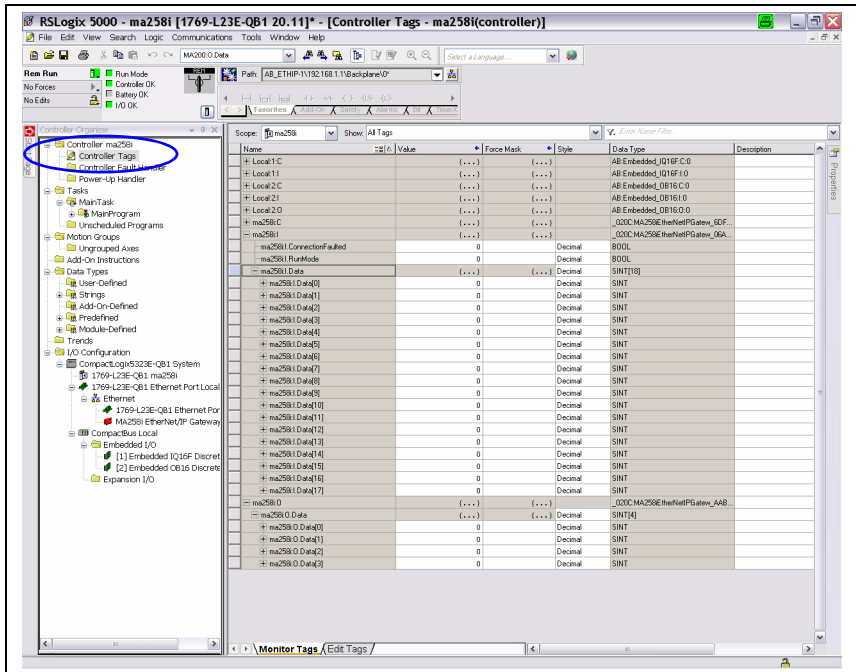 RSLogix 5000 - ma258i [1769-L23E-QB1 20.11]* - [Controller Tags - ma258i(controller)]
File Edit View Search Logic Communications Tools Window Help
MA200:O.Data
Select a Language...
Rem Run
Run Mode
REM
Path: AB_ETHIP-1\192.168.1.1\Backplane\0*
No Forces
Controller OK
Battery OK
No Edits
I/O OK
Favorites Add-On Safety Alarms Bit Timer/C
Controller Organizer
Scope: ma258i Show: All Tags Enter Name Filter...
Name Value Force Mask Style Data Type Description
Controller ma258i
Controller Tags
Controller Fault Handler
Power-Up Handler
Tasks
MainTask
MainProgram
Unscheduled Programs
Motion Groups
Ungrouped Axes
Add-On Instructions
Data Types
User-Defined
Strings
Add-On-Defined
Predefined
Module-Defined
Trends
I/O Configuration
CompactLogix5323E-QB1 System
1769-L23E-QB1 ma258i
1769-L23E-QB1 Ethernet Port Local
Ethernet
1769-L23E-QB1 Ethernet Por
MA258i EtherNet/IP Gateway
CompactBus Local
Embedded I/O
[1] Embedded IQ16F Discret
[2] Embedded OB16 Discrete
Expansion I/O
Local:1:C {...} {...} AB:Embedded_IQ16F:C:0
Local:1:I {...} {...} AB:Embedded_IQ16F:I:0
Local:2:C {...} {...} AB:Embedded_OB16:C:0
Local:2:I {...} {...} AB:Embedded_OB16:I:0
Local:2:O {...} {...} AB:Embedded_OB16:O:0
ma258i:C {...} {...} _020C:MA258iEtherNetIPGatew_6DF...
ma258i:I {...} {...} _020C:MA258iEtherNetIPGatew_06A...
ma258i:I.ConnectionFaulted 0 Decimal BOOL
ma258i:I.RunMode 0 Decimal BOOL
ma258i:I.Data {...} {...} Decimal SINT[18]
ma258i:I.Data[0] 0 Decimal SINT
ma258i:I.Data[1] 0 Decimal SINT
ma258i:I.Data[2] 0 Decimal SINT
ma258i:I.Data[3] 0 Decimal SINT
ma258i:I.Data[4] 0 Decimal SINT
ma258i:I.Data[5] 0 Decimal SINT
ma258i:I.Data[6] 0 Decimal SINT
ma258i:I.Data[7] 0 Decimal SINT
ma258i:I.Data[8] 0 Decimal SINT
ma258i:I.Data[9] 0 Decimal SINT
ma258i:I.Data[10] 0 Decimal SINT
ma258i:I.Data[11] 0 Decimal SINT
ma258i:I.Data[12] 0 Decimal SINT
ma258i:I.Data[13] 0 Decimal SINT
ma258i:I.Data[14] 0 Decimal SINT
ma258i:I.Data[15] 0 Decimal SINT
ma258i:I.Data[16] 0 Decimal SINT
ma258i:I.Data[17] 0 Decimal SINT
ma258i:O {...} {...} _020C:MA258iEtherNetIPGatew_AAB...
ma258i:O.Data {...} {...} Decimal SINT[4]
ma258i:O.Data[0] 0 Decimal SINT
ma258i:O.Data[1] 0 Decimal SINT
ma258i:O.Data[2] 0 Decimal SINT
ma258i:O.Data[3] 0 Decimal SINT
Properties
Monitor Tags Edit Tags